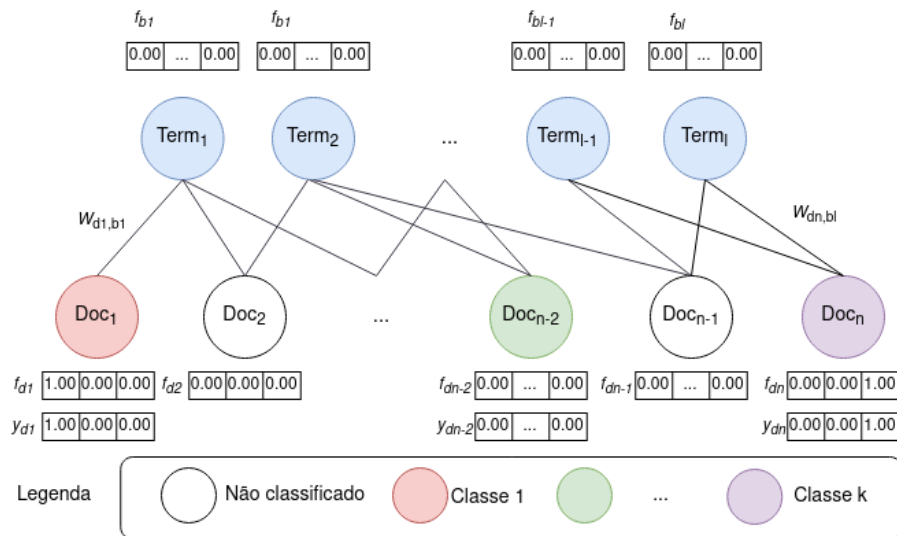 f_b1 f_b1 f_bl-1 f_bl
0.00 ... 0.00 0.00 ... 0.00 0.00 ... 0.00 0.00 ... 0.00
Term_1 Term_2 ... Term_l-1 Term_l
W_d1,b1 W_dn,bl
Doc_1 Doc_2 ... Doc_n-2 Doc_n-1 Doc_n
f_d1 1.00 0.00 0.00 f_d2 0.00 0.00 0.00 f_dn-2 0.00 ... 0.00 f_dn-1 0.00 ... 0.00 f_dn 0.00 0.00 1.00
y_d1 1.00 0.00 0.00 y_dn-2 0.00 ... 0.00 y_dn 0.00 0.00 1.00
Legenda Não classificado Classe 1 ... Classe k